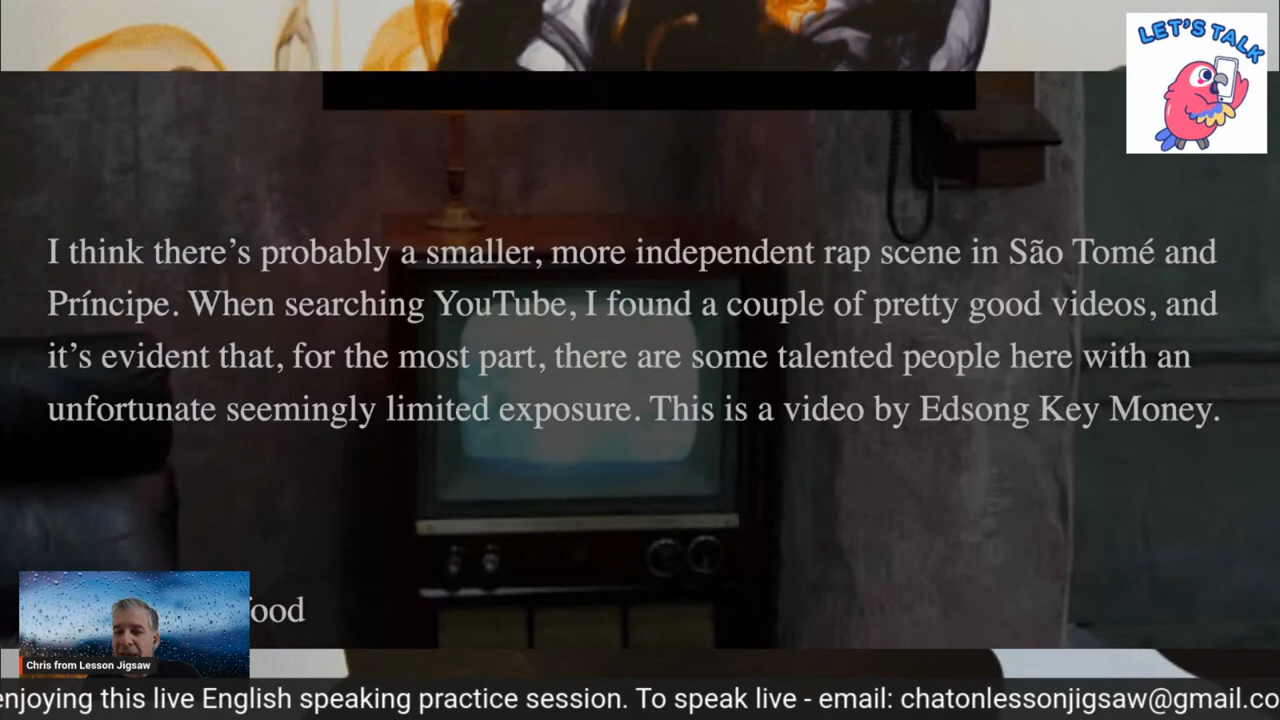 LET'S TALK
I think there’s probably a smaller, more independent rap scene in São Tomé and
Príncipe. When searching YouTube, I found a couple of pretty good videos, and
it’s evident that, for the most part, there are some talented people here with an
unfortunate seemingly limited exposure. This is a video by Edsong Key Money.
food
Chris from Lesson Jigsaw
enjoying this live English speaking practice session. To speak live - email: chatonlessonjigsaw@gmail.co